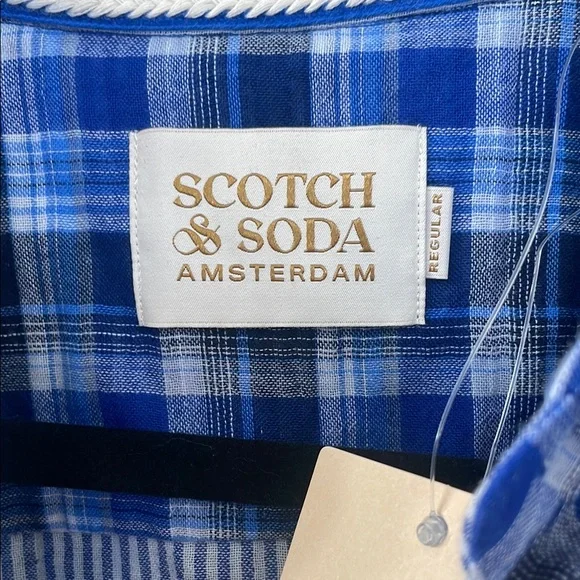 SCOTCH
& SODA
AMSTERDAM
REGULAR